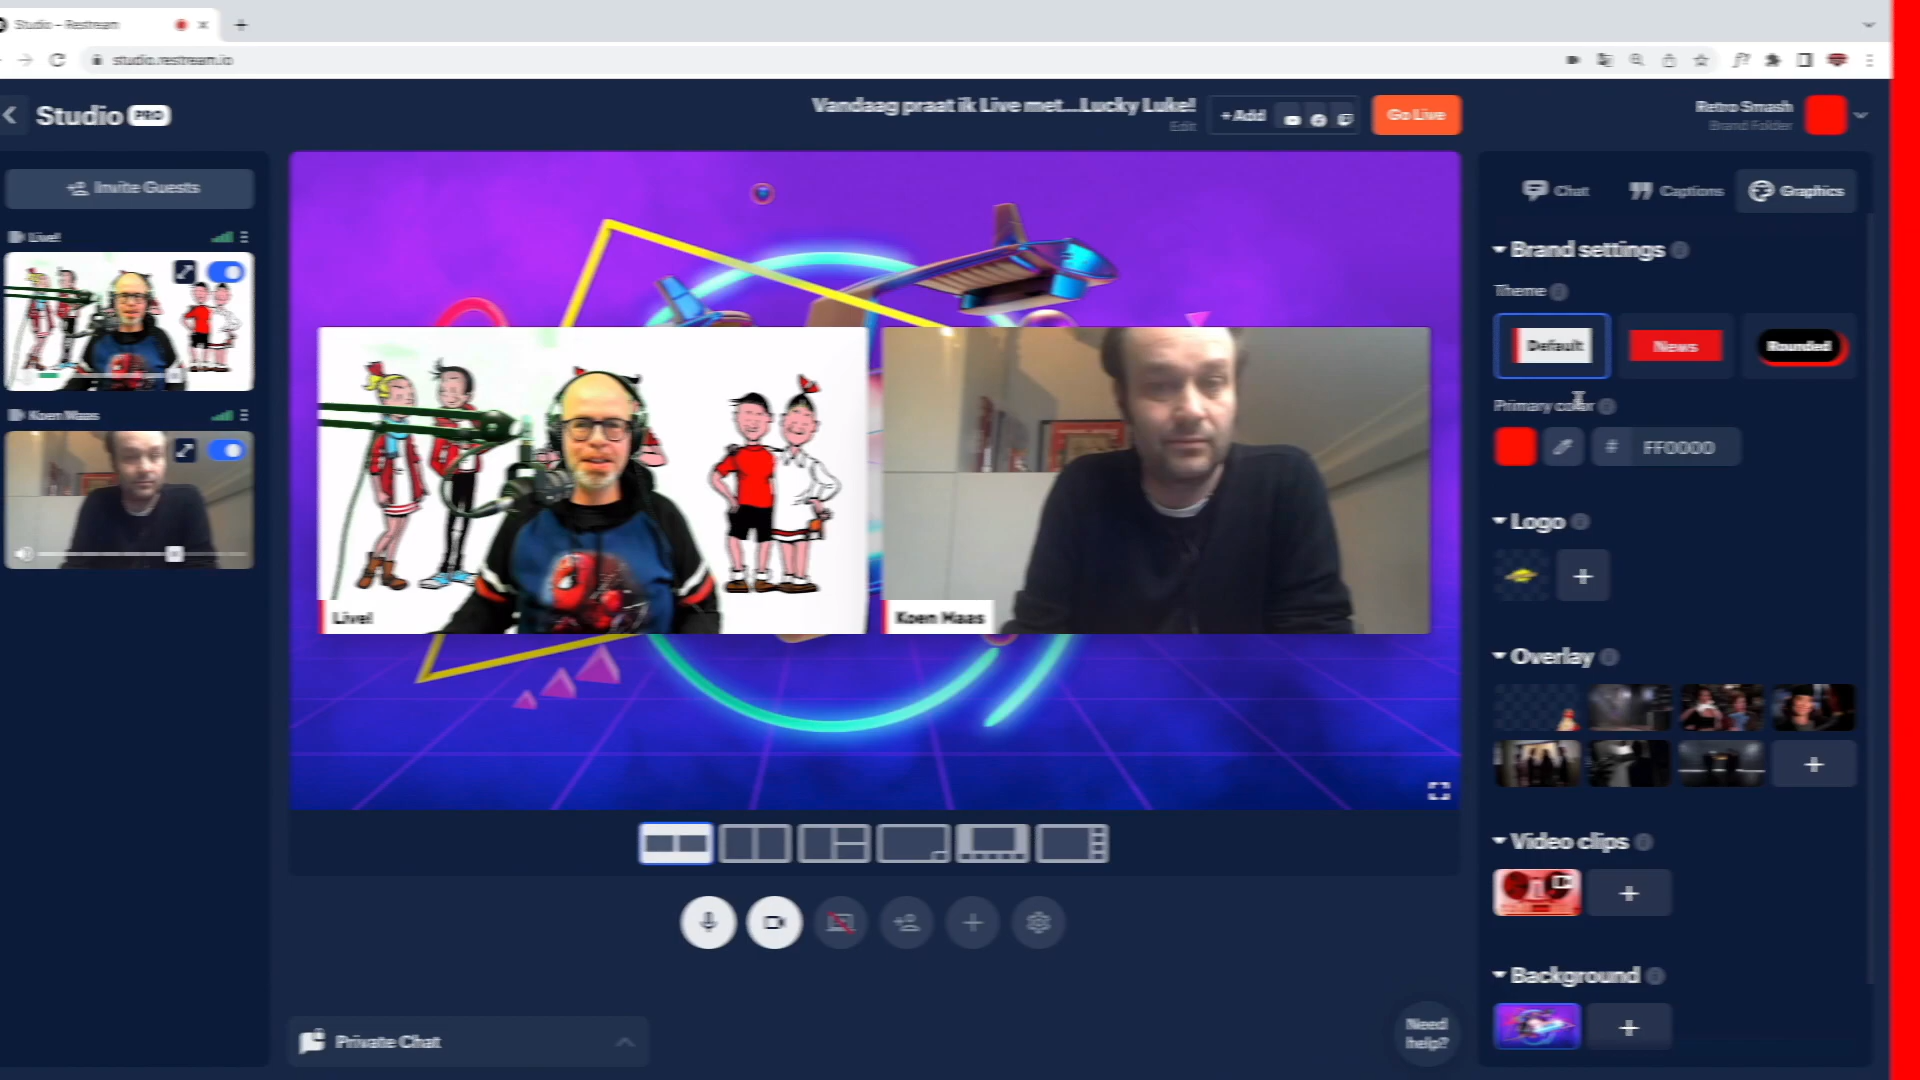 Studio – Restream
studio.restream.io
Studio PRO
Vandaag praat ik Live met...Lucky Luke!
Edit
+ Add
Go Live
Retro Smash
Brand Folder
Invite Guests
Live!
Koen Maas
Live!
Koen Maas
Chat
Captions
Graphics
Brand settings
Theme
Default
News
Rounded
Primary color
# FF0000
Logo
Overlay
Video clips
Background
Private Chat
Need
help?